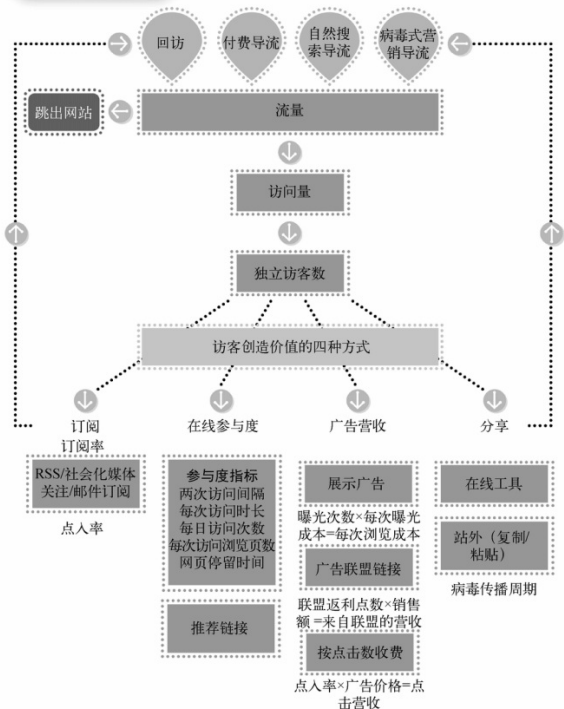 回访
付费导流
自然搜
索导流
病毒式营
销导流
跳出网站
流量
访问量
独立访客数
访客创造价值的四种方式
订阅
订阅率
RSS/社会化媒体
关注/邮件订阅
点入率
在线参与度
参与度指标
两次访问间隔
每次访问时长
每日访问次数
每次访问浏览页数
网页停留时间
推荐链接
广告营收
展示广告
曝光次数×每次曝光
成本=每次浏览成本
广告联盟链接
联盟返利点数×销售
额=来自联盟的营收
按点击数收费
点入率×广告价格=点
击营收
分享
在线工具
站外（复制/
粘贴）
病毒传播周期